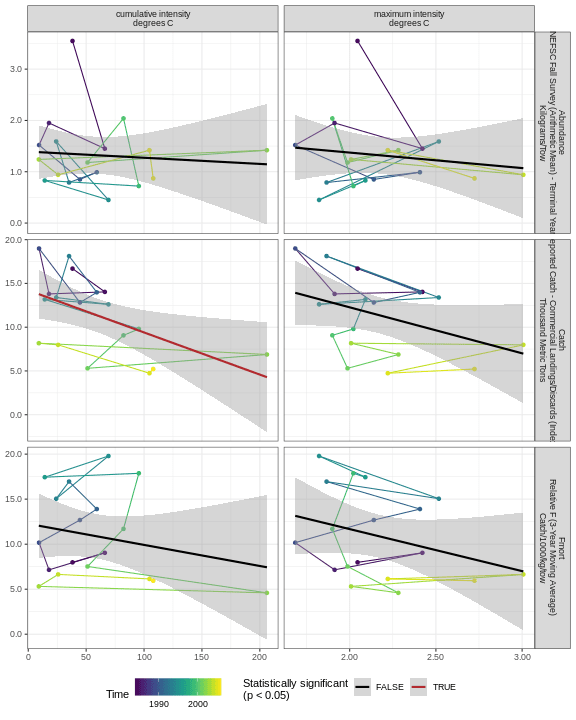 cumulative intensity
degrees C
maximum intensity
degrees C
3.0
2.0
1.0
0.0
Abundance
NEFSC Fall Survey (Arithmetic Mean) - Terminal Year
Kilograms/tow
20.0
15.0
10.0
5.0
0.0
Catch
eported Catch - Commercial Landings/Discards (Inde
Thousand Metric Tons
20.0
15.0
10.0
5.0
0.0
Fmort
Relative F (3-Year Moving Average)
Catch/1000/kg/tow
0 50 100 150 200
2.00 2.50 3.00
Time
1990 2000
Statistically significant
(p < 0.05)
FALSE TRUE